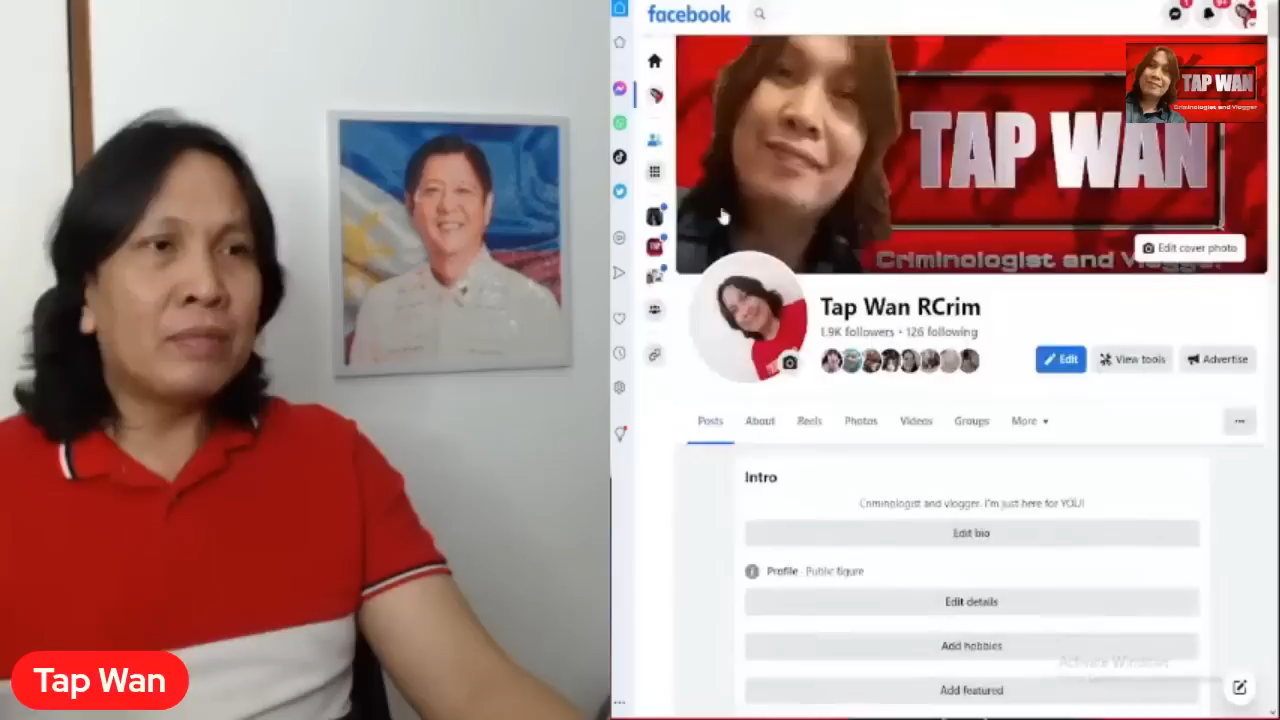 facebook
TAP WAN
Criminologist and Vlogger
TAP WAN
Criminologist and Vlogger
Edit cover photo
Tap Wan RCrim
1.9K followers • 126 following
Edit
View tools
Advertise
Posts
About
Reels
Photos
Videos
Groups
More
Intro
Criminologist and vlogger. I'm just here for YOU!
Edit bio
Profile · Public figure
Edit details
Add hobbies
Activate Windows
Add featured
Tap Wan